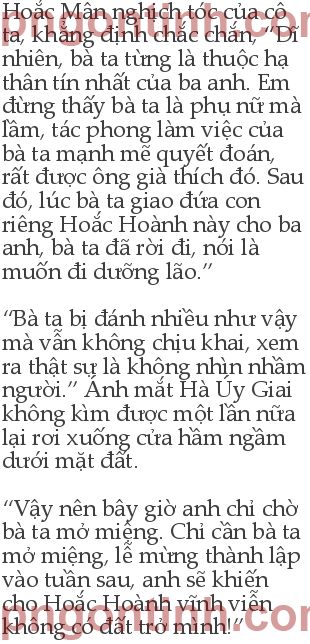 pngontinh.com
Hoắc Mân nghịch tóc của cô
ta, khẳng định chắc chắn, “Dĩ
nhiên, bà ta từng là thuộc hạ
thân tín nhất của ba anh. Em
đừng thấy bà ta là phụ nữ mà
lầm, tác phong làm việc của
bà ta mạnh mẽ quyết đoán,
rất được ông già thích đó. Sau
đó, lúc bà ta giao đứa con
riêng Hoắc Hoành này cho ba
anh, bà ta đã rời đi, nói là
muốn đi dưỡng lão.”
“Bà ta bị đánh nhiều như vậy
mà vẫn không chịu khai, xem
ra thật sự là không nhìn nhầm
người.” Ánh mắt Hà Úy Giai
không kìm được một lần nữa
lại rơi xuống cửa hầm ngầm
dưới mặt đất.
pngontinh.com
“Vậy nên bây giờ anh chỉ chờ
bà ta mở miệng. Chỉ cần bà ta
mở miệng, lễ mừng thành lập
vào tuần sau, anh sẽ khiến
cho Hoắc Hoành vĩnh viễn
không có đất trở mình!”
pngontinh.com